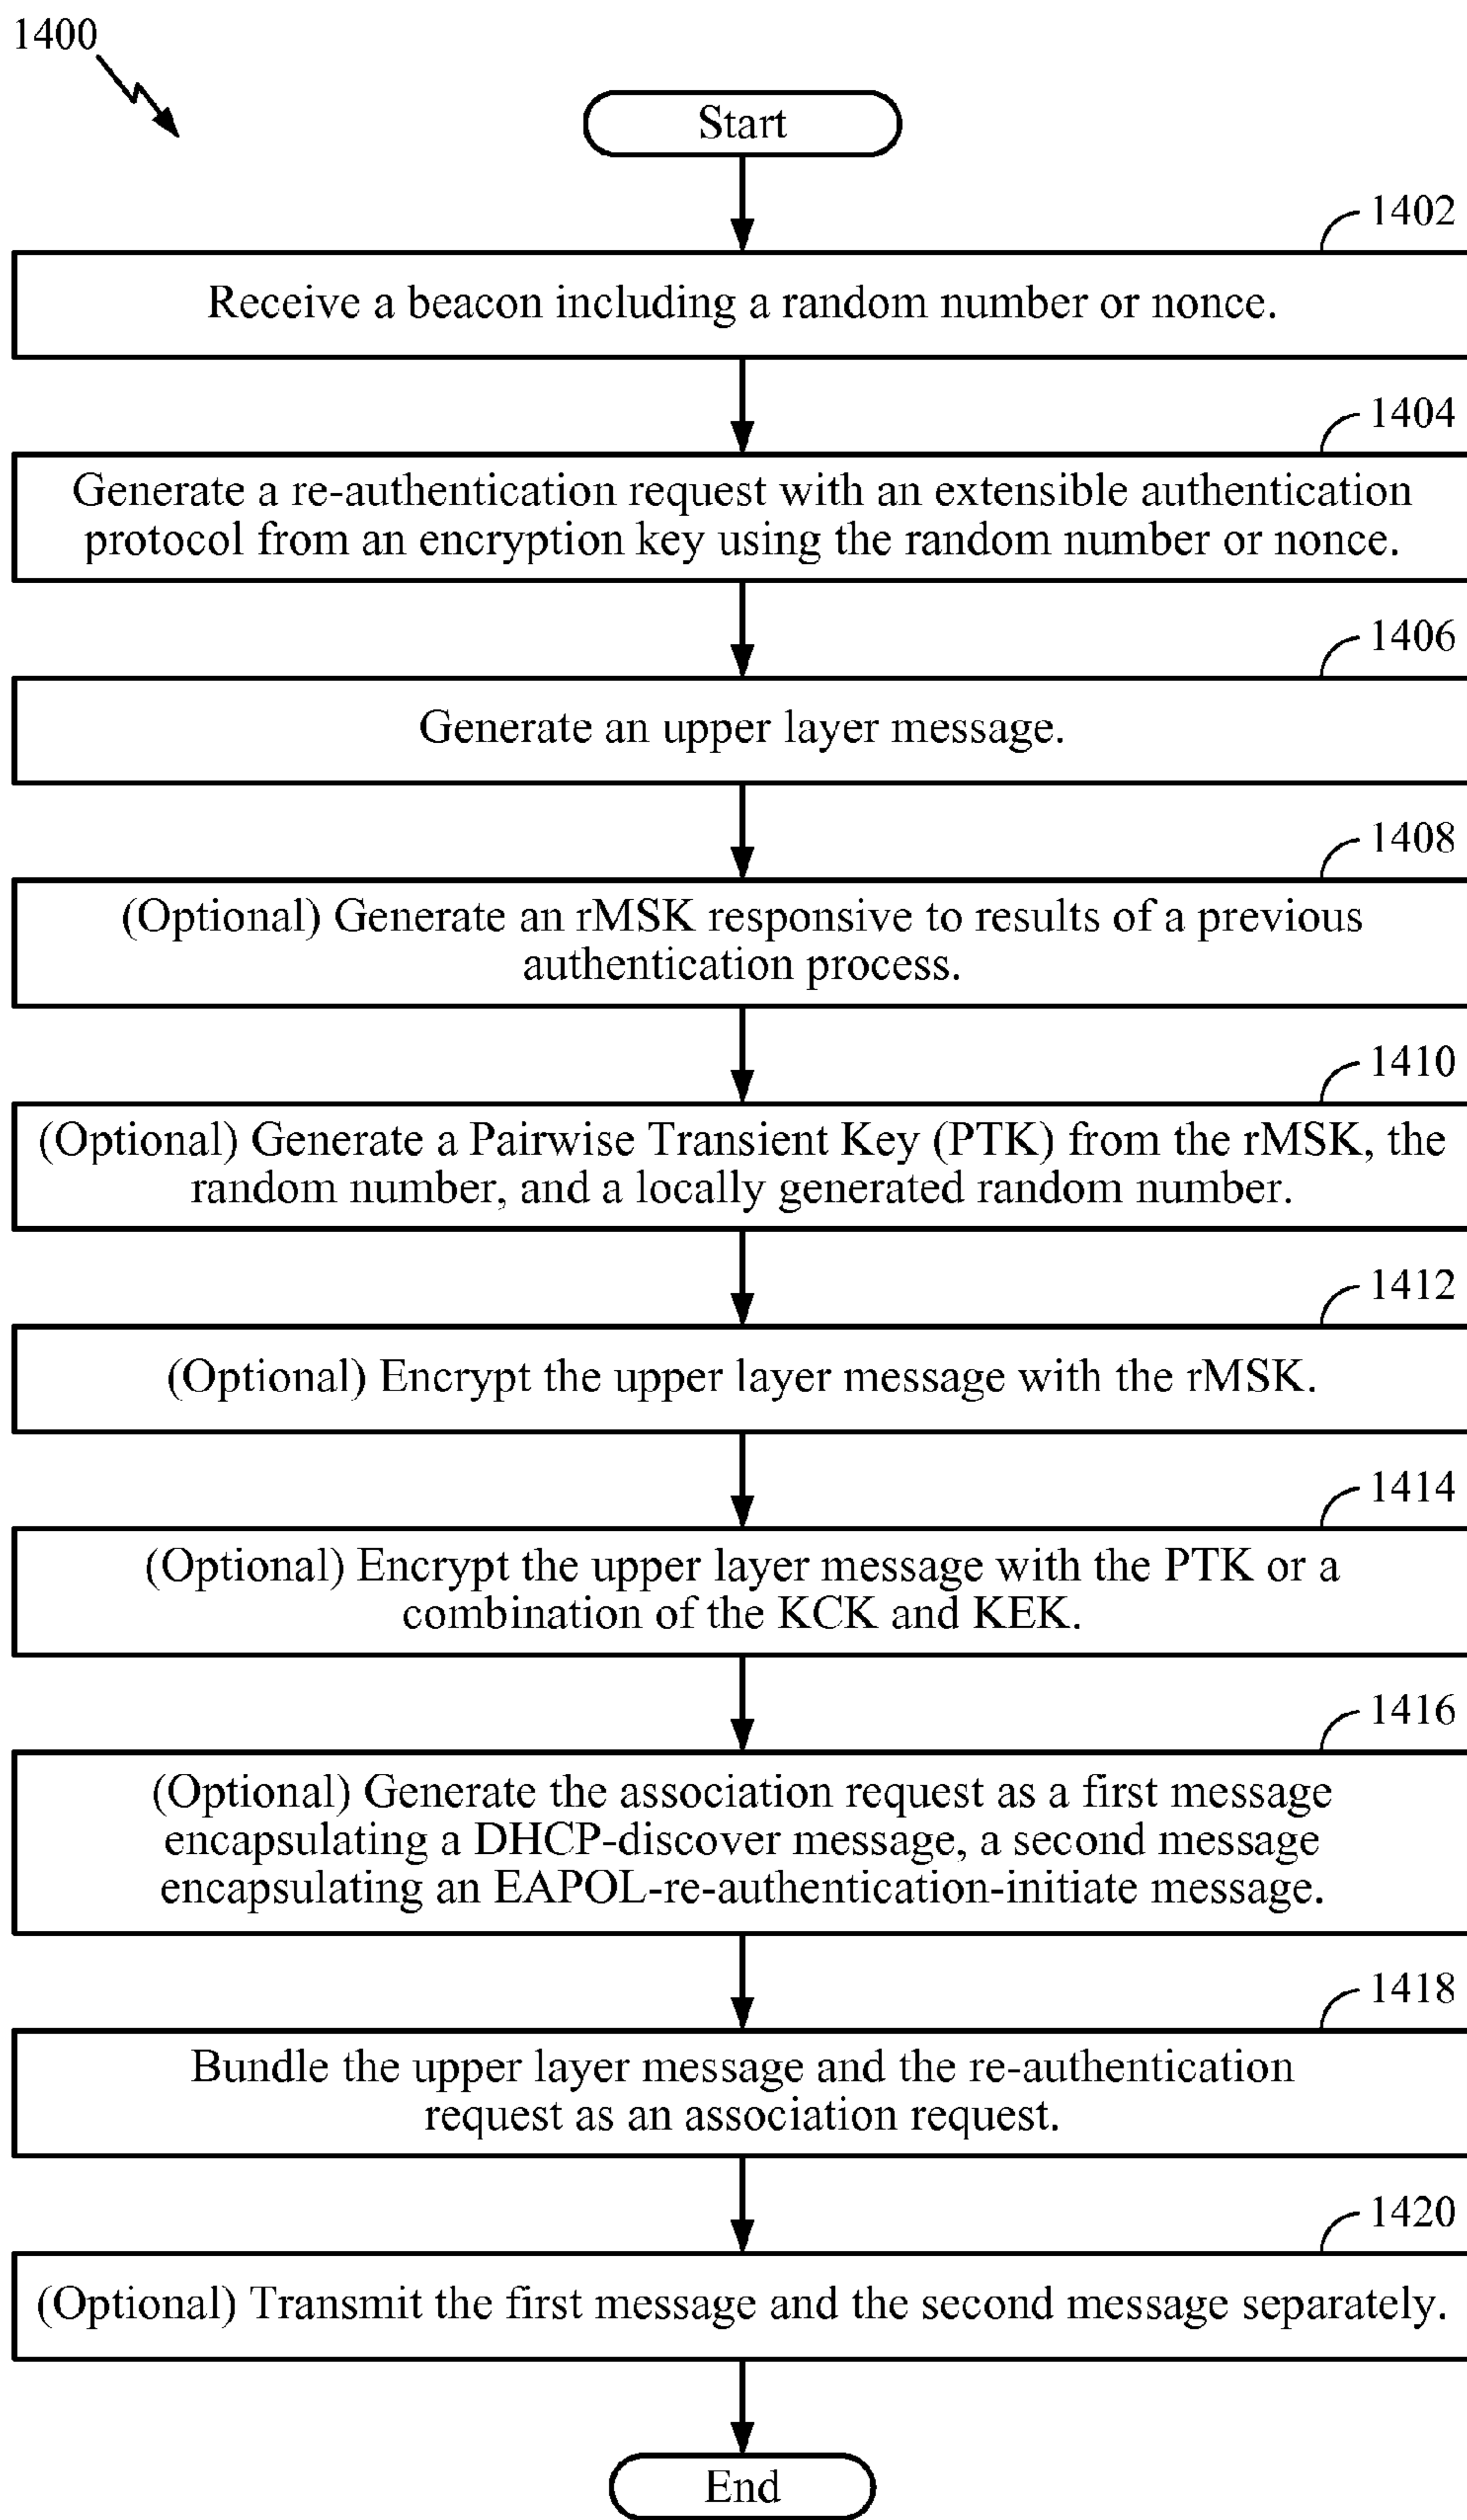 1400
Start
1402
Receive a beacon including a random number or nonce.
1404
Generate a re-authentication request with an extensible authentication
protocol from an encryption key using the random number or nonce.
1406
Generate an upper layer message.
1408
(Optional) Generate an rMSK responsive to results of a previous
authentication process.
1410
(Optional) Generate a Pairwise Transient Key (PTK) from the rMSK, the
random number, and a locally generated random number.
1412
(Optional) Encrypt the upper layer message with the rMSK.
1414
(Optional) Encrypt the upper layer message with the PTK or a
combination of the KCK and KEK.
1416
(Optional) Generate the association request as a first message
encapsulating a DHCP-discover message, a second message
encapsulating an EAPOL-re-authentication-initiate message.
1418
Bundle the upper layer message and the re-authentication
request as an association request.
1420
(Optional) Transmit the first message and the second message separately.
End